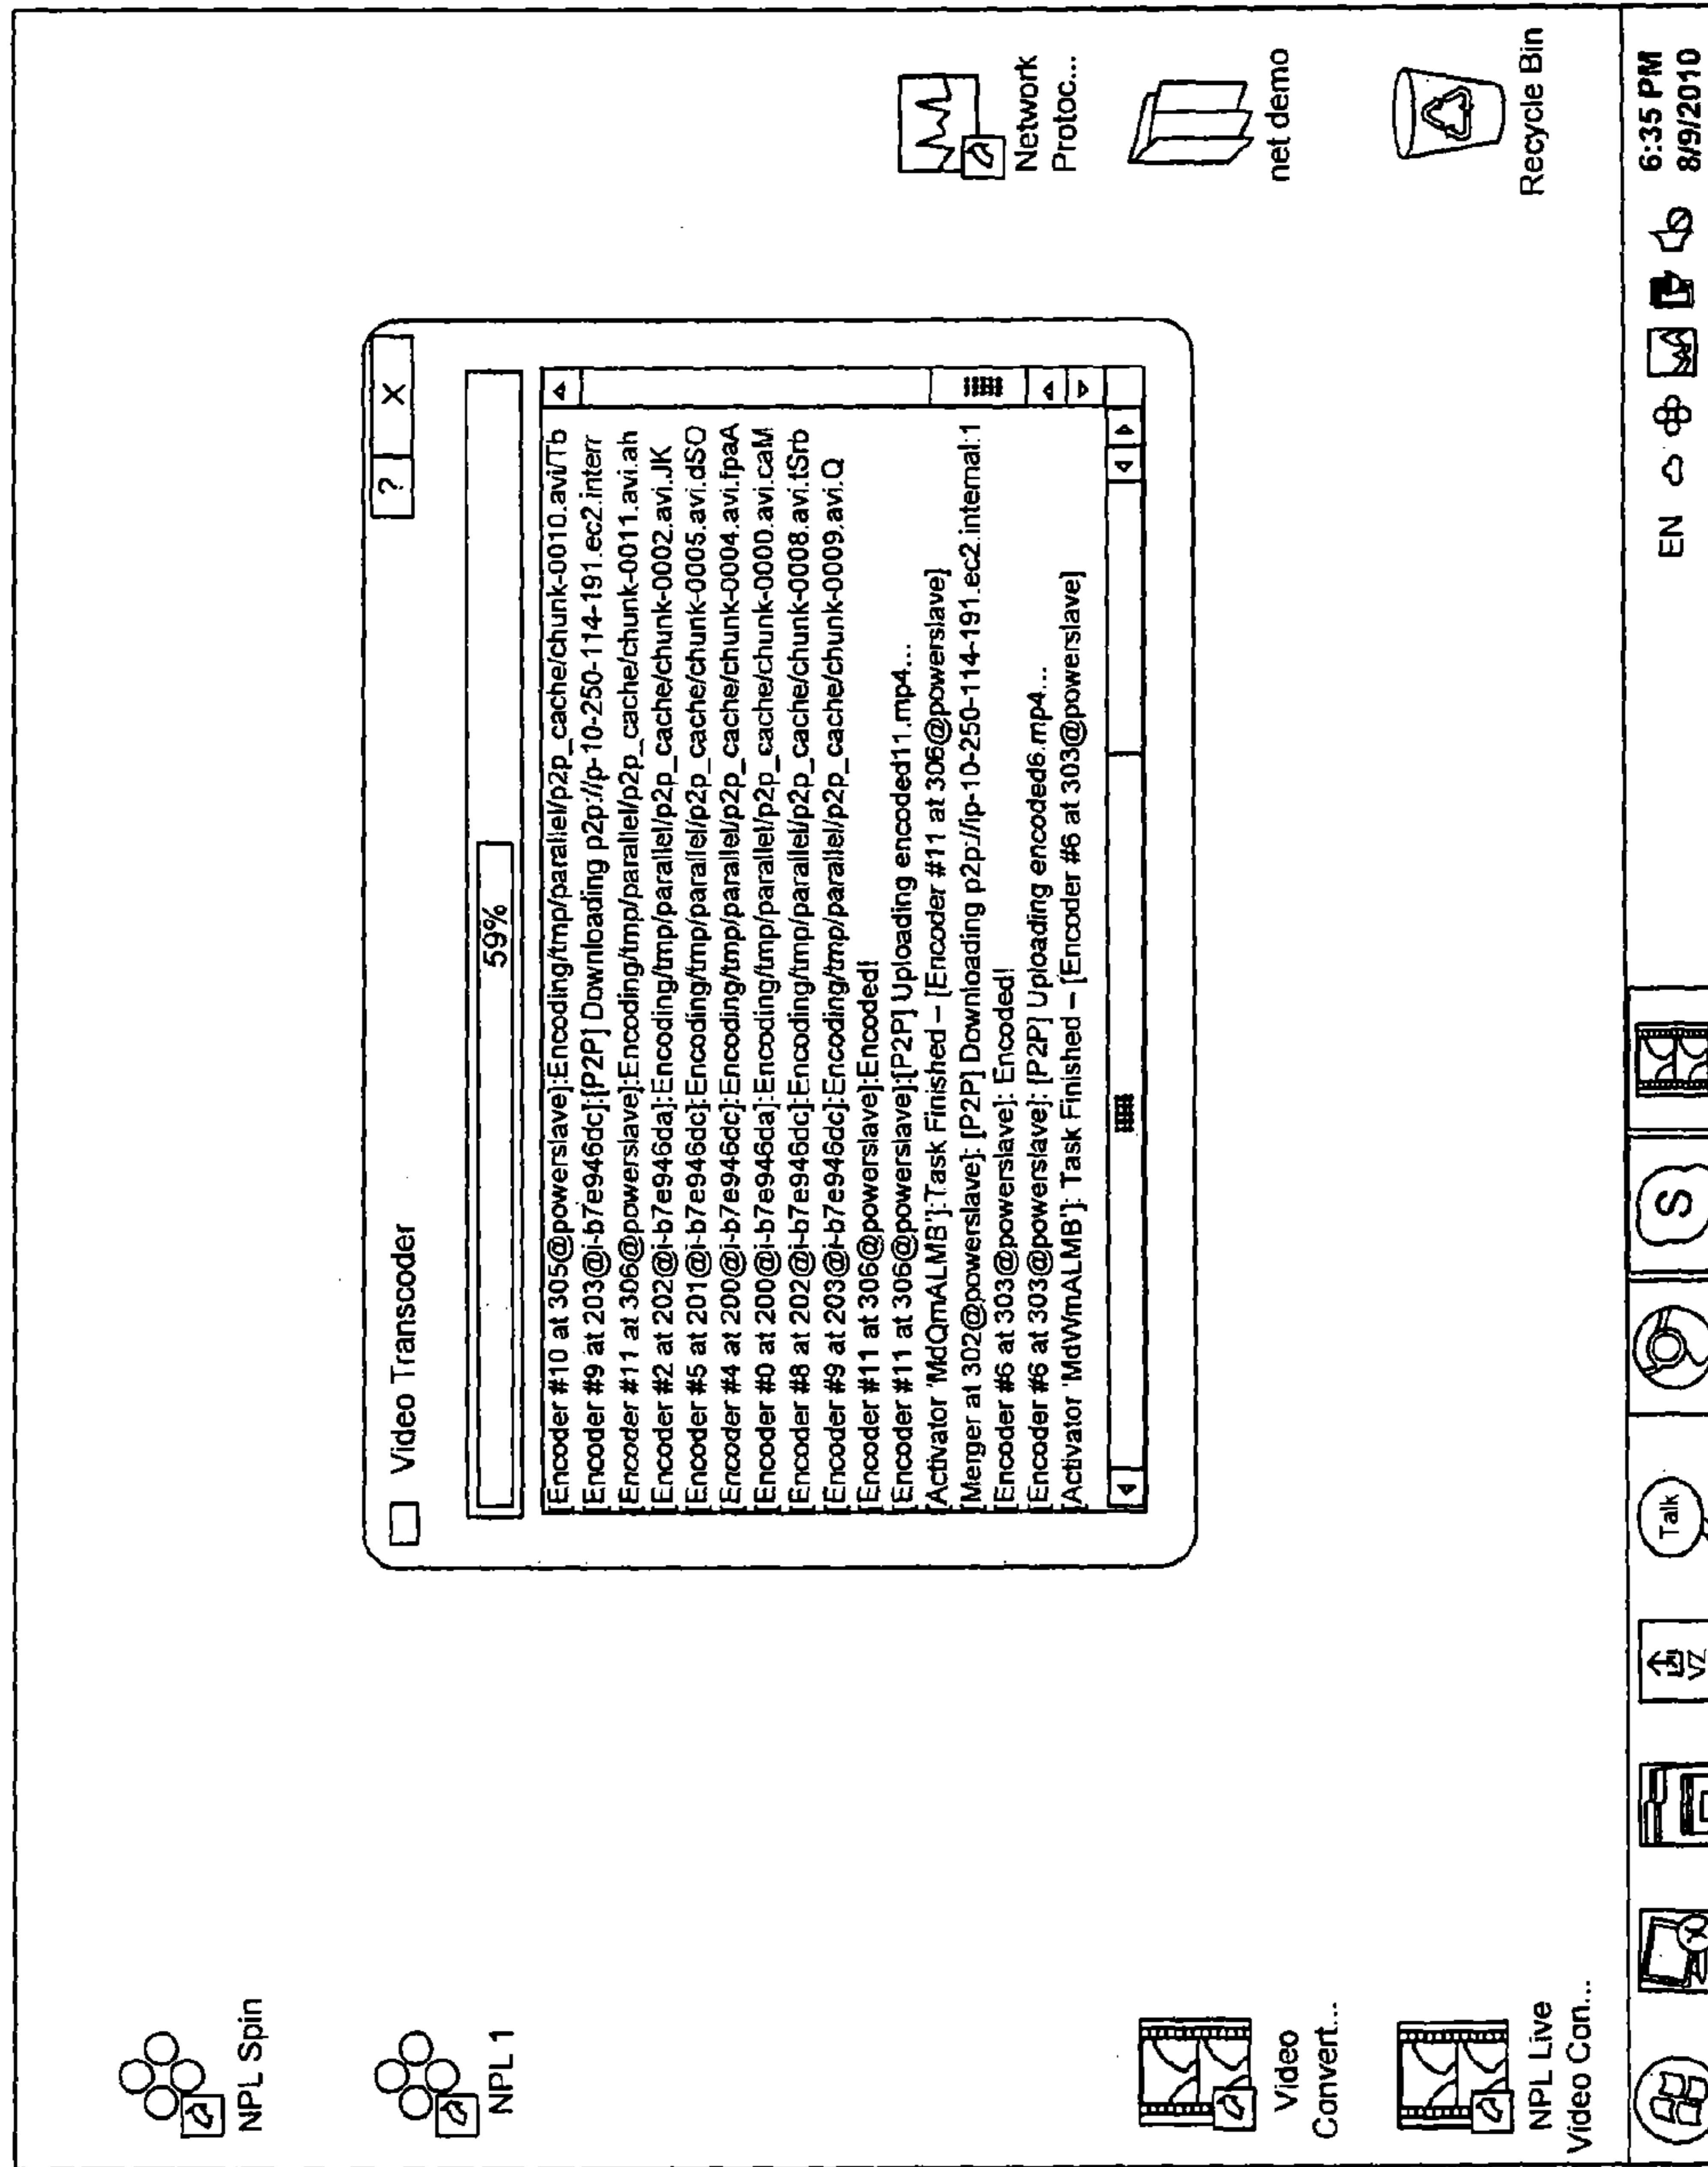 NPL Spin
NPL 1
Video
Convert...
NPL Live
Video Con...
Video Transcoder
?
X
59%
[Encoder #10 at 305@powerslave]:Encoding/tmp/parallel/p2p_cache/chunk-0010.avi/Tb
[Encoder #9 at 203@i-b7e946dc]:[P2P] Downloading p2p://p-10-250-114-191.ec2.interr
[Encoder #11 at 306@powerslave]:Encoding/tmp/parallel/p2p_cache/chunk-0011.avi.ah
[Encoder #2 at 202@i-b7e946da]:Encoding/tmp/parallel/p2p_cache/chunk-0002.avi.JK
[Encoder #5 at 201@i-b7e946dc]:Encoding/tmp/parallel/p2p_cache/chunk-0005.avi.dSO
[Encoder #4 at 200@i-b7e946dc]:Encoding/tmp/parallel/p2p_cache/chunk-0004.avi.fpaA
[Encoder #0 at 200@i-b7e946da]:Encoding/tmp/parallel/p2p_cache/chunk-0000.avi.caM
[Encoder #8 at 202@i-b7e946dc]:Encoding/tmp/parallel/p2p_cache/chunk-0008.avi.tSrb
[Encoder #9 at 203@i-b7e946dc]:Encoding/tmp/parallel/p2p_cache/chunk-0009.avi.Q
[Encoder #11 at 306@powerslave]:Encoded!
[Encoder #11 at 306@powerslave]:[P2P] Uploading encoded11.mp4...
[Activator 'MdQmALMB']:Task Finished – [Encoder #11 at 306@powerslave]
[Merger at 302@powerslave]: [P2P] Downloading p2p://ip-10-250-114-191.ec2.internal:1
[Encoder #6 at 303@powerslave]: Encoded!
[Encoder #6 at 303@powerslave]: [P2P] Uploading encoded6.mp4...
[Activator 'MdWmALMB']: Task Finished – [Encoder #6 at 303@powerslave]
Network
Protoc...
net demo
Recycle Bin
VZ
Talk
S
EN
6:35 PM
8/9/2010